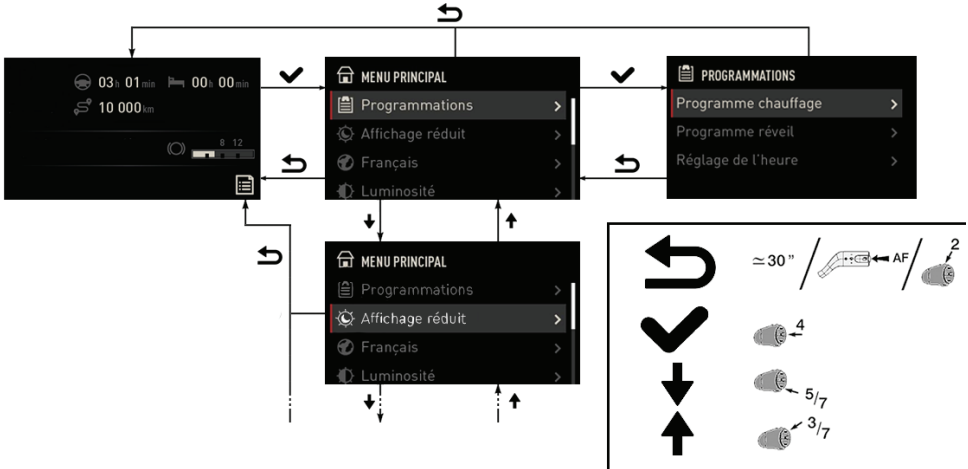 03h 01min 00h 00min
10 000km
8 12
MENU PRINCIPAL
Programmations
Affichage réduit
Français
Luminosité
PROGRAMMATIONS
Programme chauffage
Programme réveil
Réglage de l'heure
MENU PRINCIPAL
Programmations
Affichage réduit
Français
Luminosité
≃30" / AF / 2
4
5/7
3/7